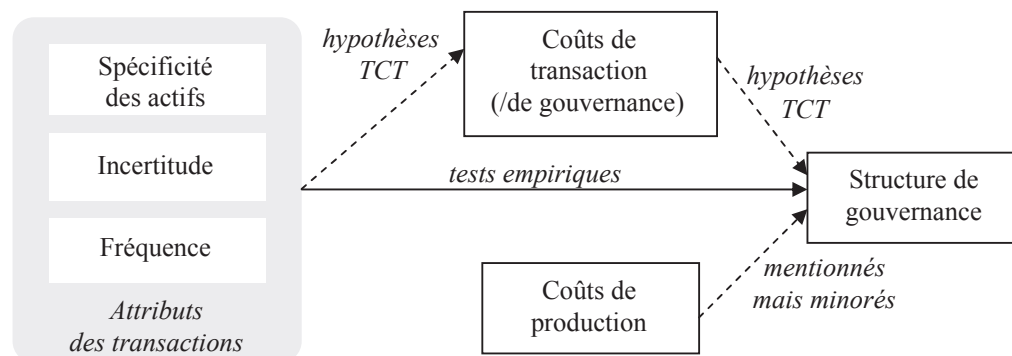 Spécificité
des actifs
Incertitude
Fréquence
Attributs
des transactions
hypothèses
TCT
Coûts de
transaction
(/de gouvernance)
hypothèses
TCT
tests empiriques
Structure de
gouvernance
Coûts de
production
mentionnés
mais minorés